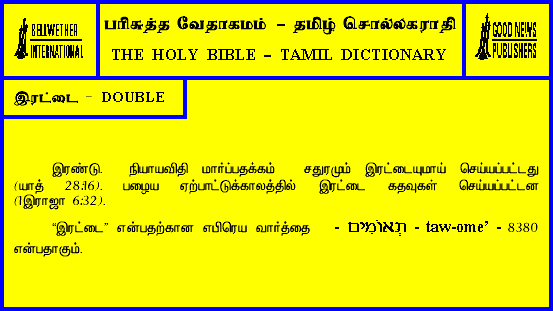 BELLWETHER
INTERNATIONAL
பரிசுத்த வேதாகமம் - தமிழ் சொல்லகராதி
THE HOLY BIBLE - TAMIL DICTIONARY
GOOD NEWS
PUBLISHERS
இரட்டை - DOUBLE
இரண்டு. நியாயவிதி மார்ப்பதக்கம் சதுரமும் இரட்டையுமாய் செய்யப்பட்டது
(யாத் 28:16). பழைய ஏற்பாட்டுக்காலத்தில் இரட்டை கதவுகள் செய்யப்பட்டன
(1இராஜா 6:32).
“இரட்டை” என்பதற்கான எபிரெய வார்த்தை - תְאוֹמִים - taw-ome’ - 8380
என்பதாகும்.